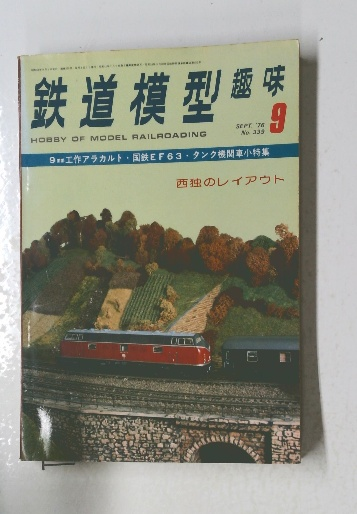 鉄道模型趣味
HOBBY OF MODEL RAILROADING
SEPT. '76
No. 339
9
9㎜工作アラカルト・国鉄EF63・タンク機関車小特集
西独のレイアウト